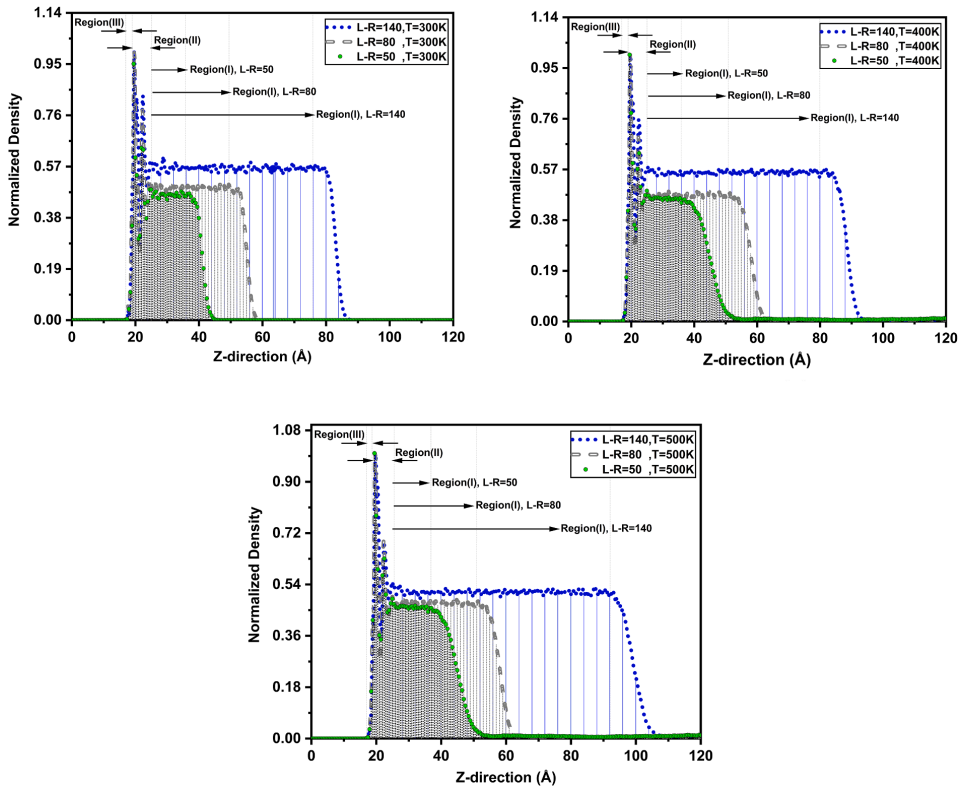 1.14
0.95
0.76
0.57
0.38
0.19
0.00
Normalized Density
Region(III)
Region(II)
Region(I), L-R=50
Region(I), L-R=80
Region(I), L-R=140
L-R=140,T=300K
L-R=80 ,T=300K
L-R=50 ,T=300K
0 20 40 60 80 100 120
Z-direction (Å)
1.14
0.95
0.76
0.57
0.38
0.19
0.00
Normalized Density
Region(III)
Region(II)
Region(I), L-R=50
Region(I), L-R=80
Region(I), L-R=140
L-R=140,T=400K
L-R=80 ,T=400K
L-R=50 ,T=400K
0 20 40 60 80 100 120
Z-direction (Å)
1.08
0.90
0.72
0.54
0.36
0.18
0.00
Normalized Density
Region(III)
Region(II)
Region(I), L-R=50
Region(I), L-R=80
Region(I), L-R=140
L-R=140,T=500K
L-R=80 ,T=500K
L-R=50 ,T=500K
0 20 40 60 80 100 120
Z-direction (Å)